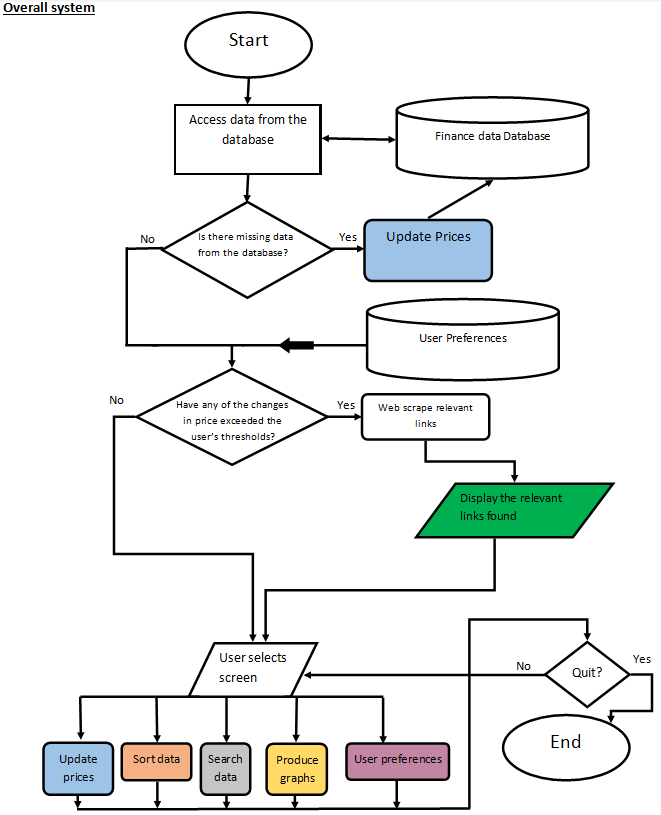 Overall system
Start
Access data from the
database
Finance data Database
Is there missing data
from the database?
No
Yes
Update Prices
User Preferences
Have any of the changes
in price exceeded the
user's thresholds?
No
Yes
Web scrape relevant
links
Display the relevant
links found
User selects
screen
No
Quit?
Yes
End
Update
prices
Sort data
Search
data
Produce
graphs
User preferences